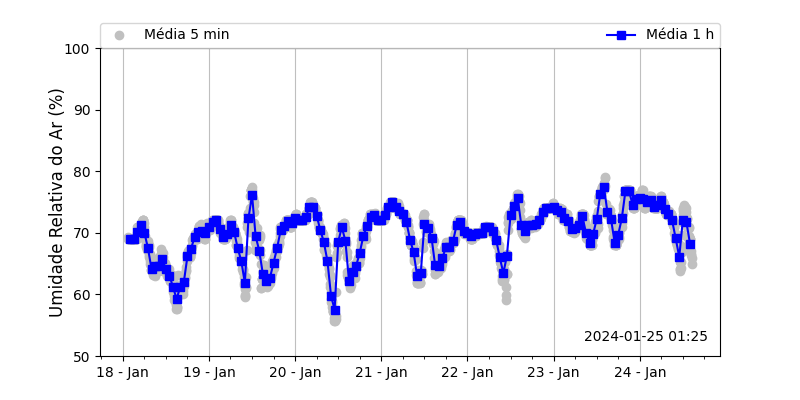 Média 5 min
Média 1 h
Umidade Relativa do Ar (%)
100
90
80
70
60
50
2024-01-25 01:25
18 - Jan
19 - Jan
20 - Jan
21 - Jan
22 - Jan
23 - Jan
24 - Jan